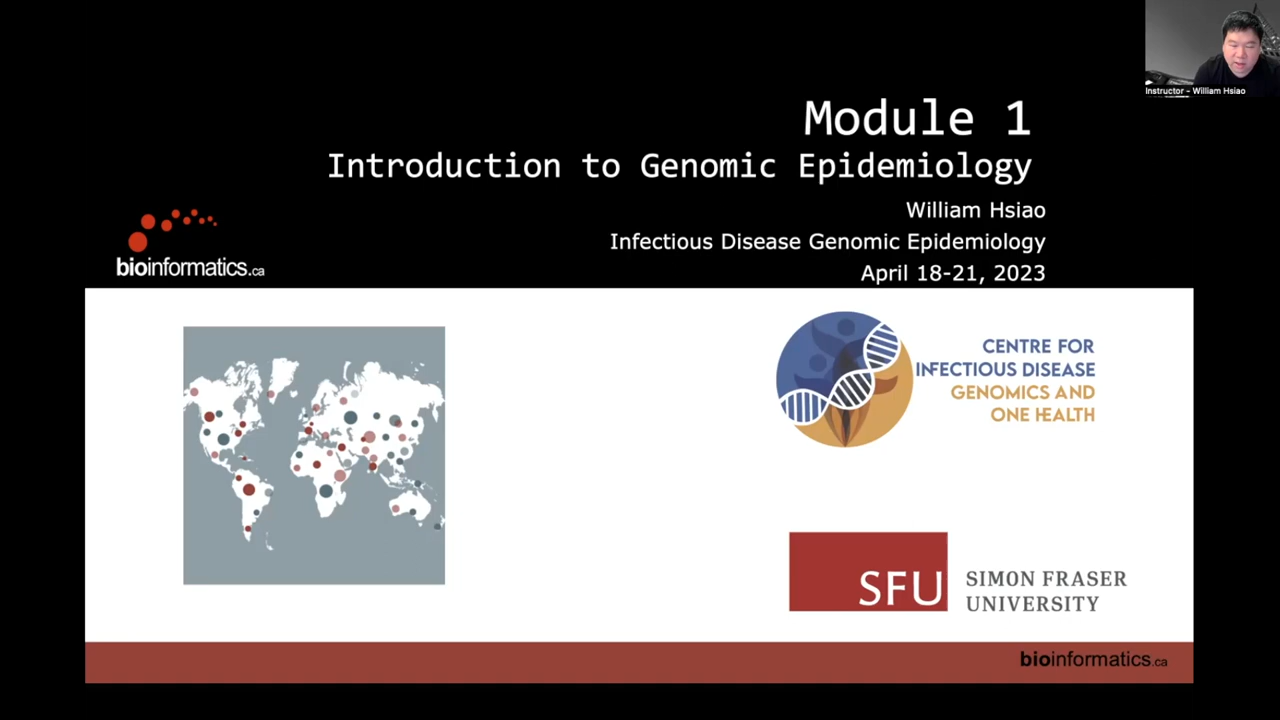 Instructor - William Hsiao
Module 1
Introduction to Genomic Epidemiology
William Hsiao
Infectious Disease Genomic Epidemiology
April 18-21, 2023
bioinformatics.ca
CENTRE FOR
INFECTIOUS DISEASE
GENOMICS AND
ONE HEALTH
SFU
SIMON FRASER
UNIVERSITY
bioinformatics.ca